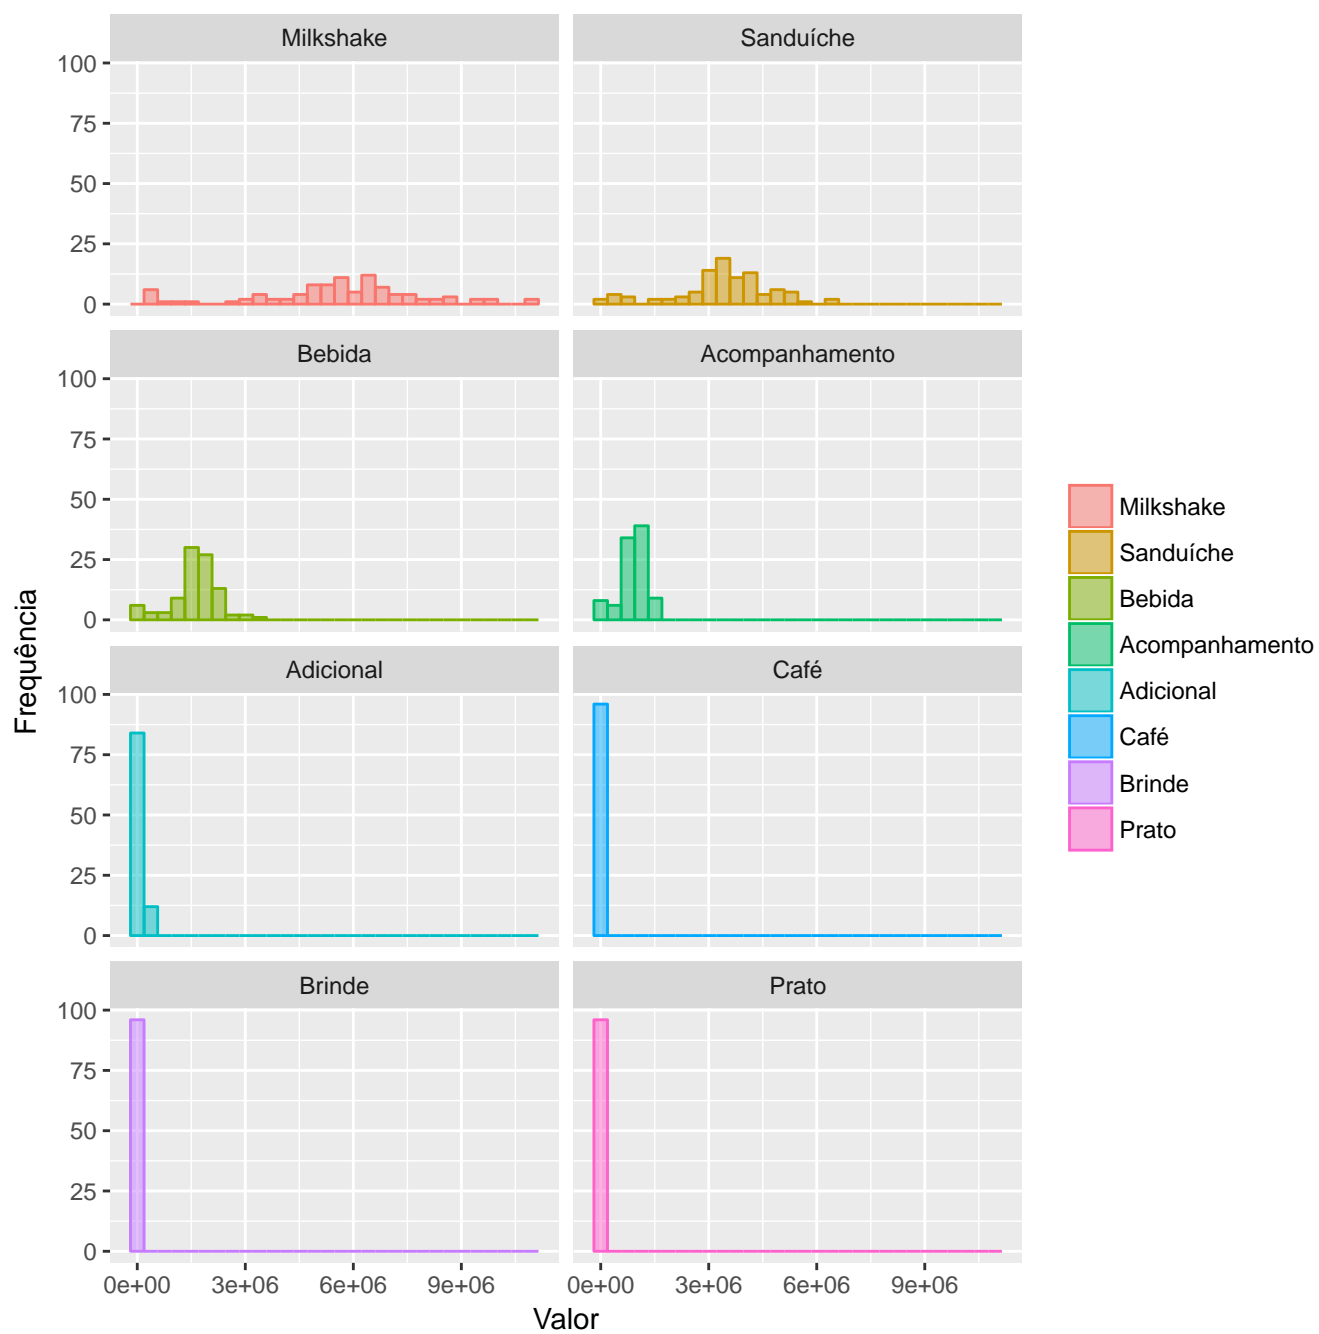 Milkshake
Sanduíche
100
75
50
25
0
Bebida
Acompanhamento
100
75
50
25
0
Adicional
Café
100
75
50
25
0
Brinde
Prato
100
75
50
25
0
0e+00 3e+06 6e+06 9e+06
0e+00 3e+06 6e+06 9e+06
Valor
Frequência
Milkshake
Sanduíche
Bebida
Acompanhamento
Adicional
Café
Brinde
Prato